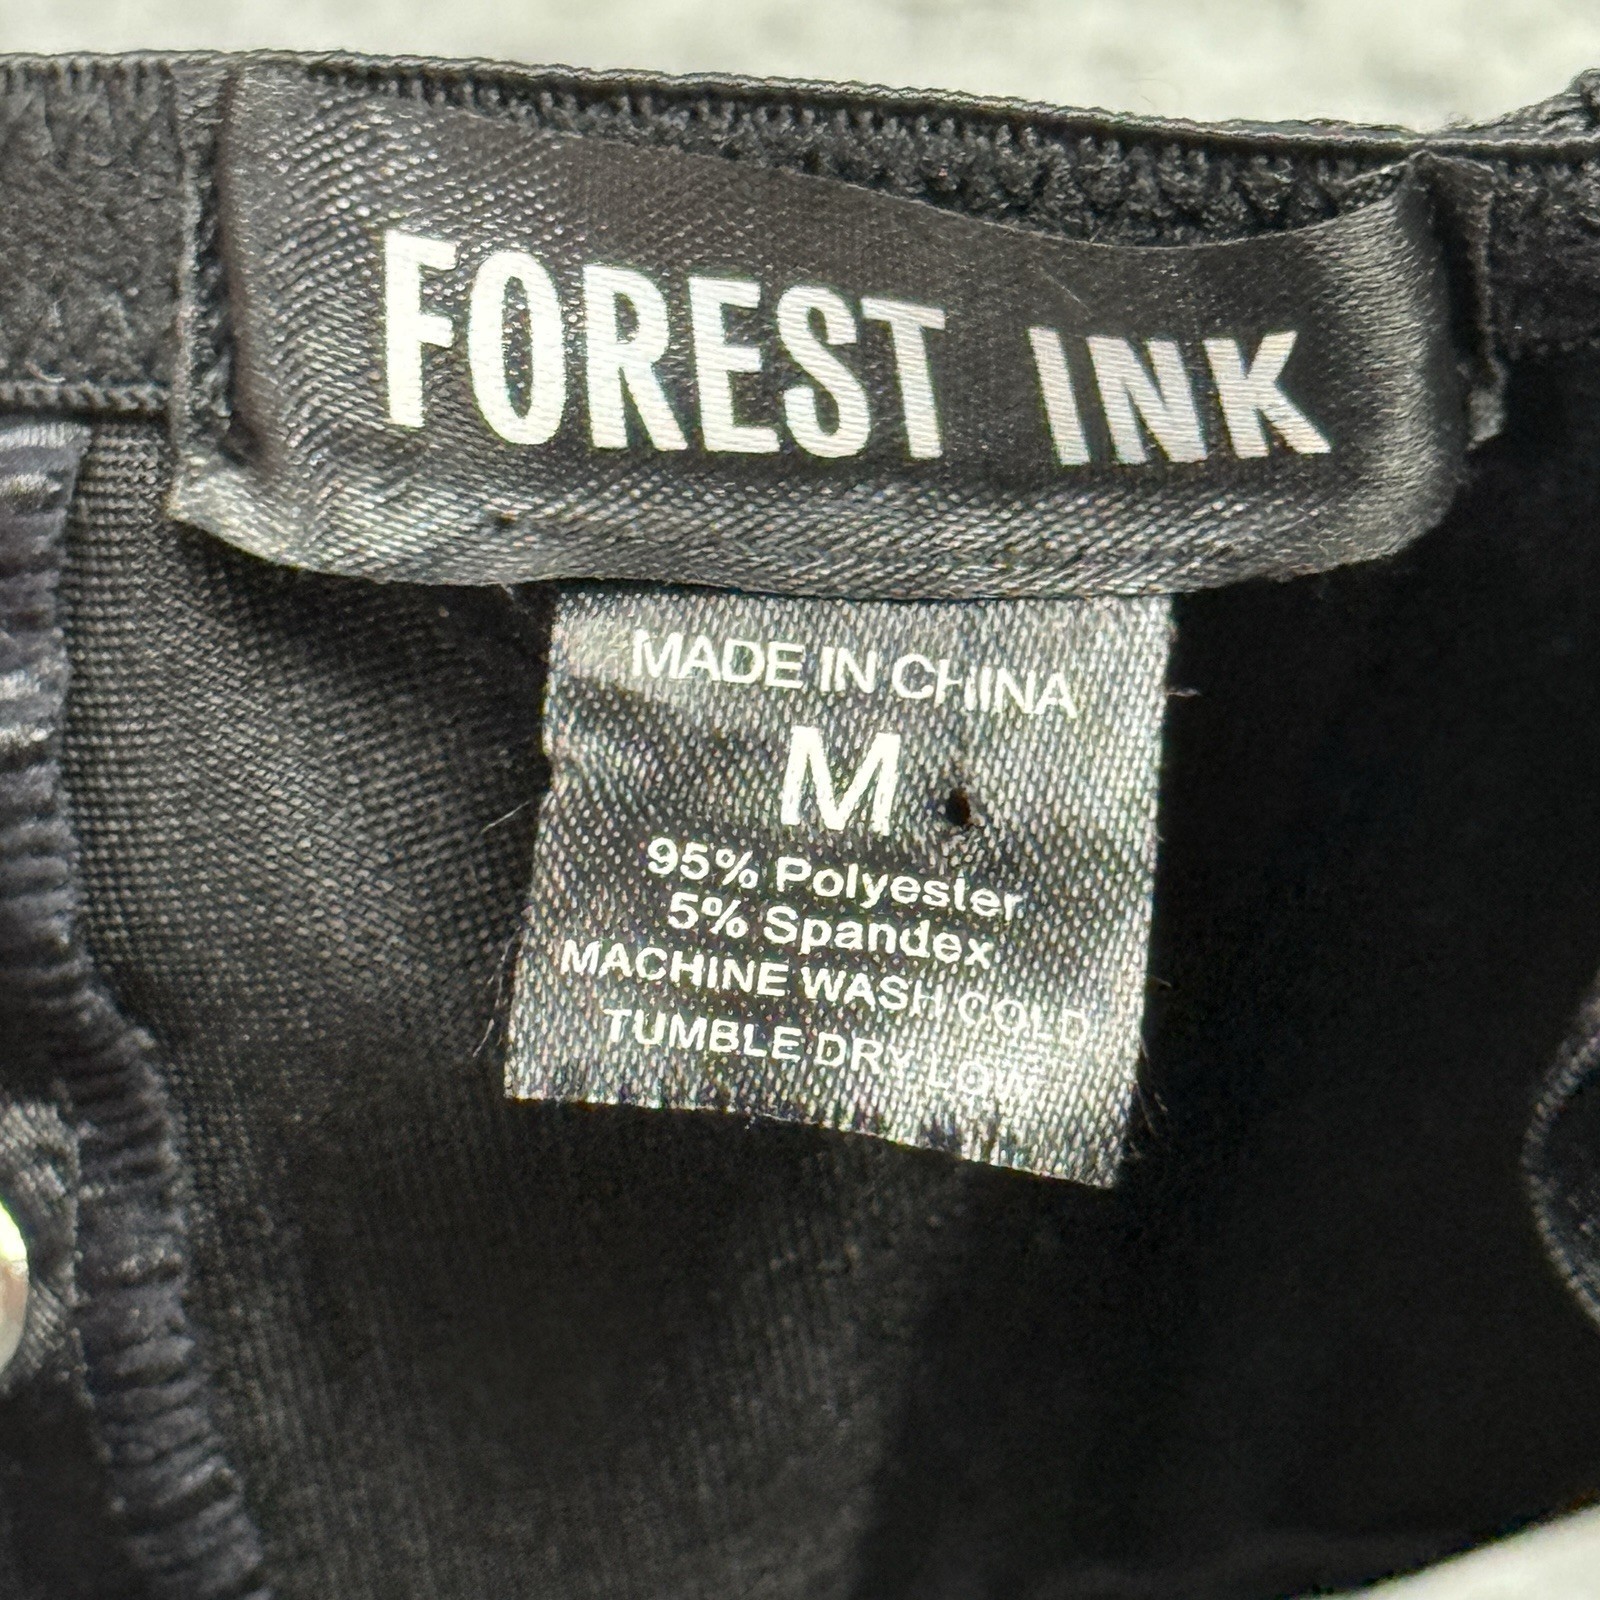 FOREST INK
MADE IN CHINA
M
95% Polyester
5% Spandex
MACHINE WASH COLD
TUMBLE DRY LOW